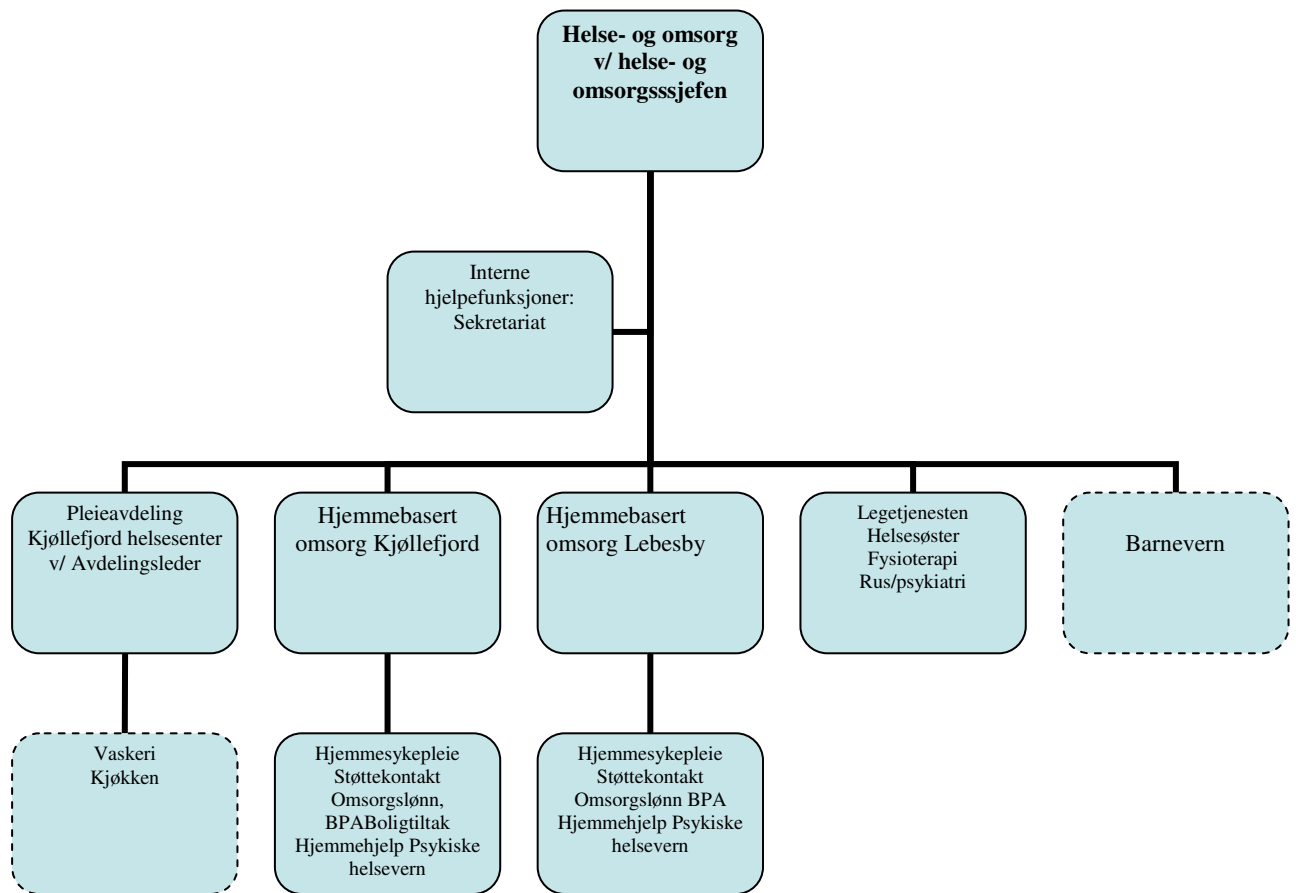 Helse- og omsorg
v/ helse- og
omsorgsssjefen
Interne
hjelpefunksjoner:
Sekretariat
Pleieavdeling
Kjøllefjord helsesenter
v/ Avdelingsleder
Hjemmebasert
omsorg Kjøllefjord
Hjemmebasert
omsorg Lebesby
Legetjenesten
Helsesøster
Fysioterapi
Rus/psykiatri
Barnevern
Vaskeri
Kjøkken
Hjemmesykepleie
Støttekontakt
Omsorgslønn,
BPABoligtiltak
Hjemmehjelp Psykiske
helsevern
Hjemmesykepleie
Støttekontakt
Omsorgslønn BPA
Hjemmehjelp Psykiske
helsevern